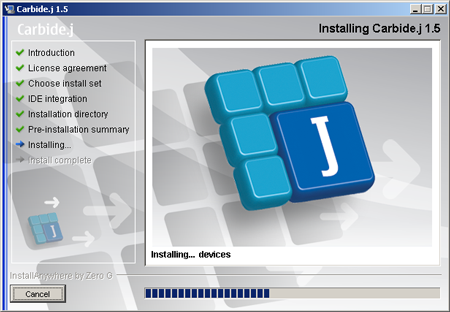 Carbide.j 1.5
Carbide.j
Installing Carbide.j 1.5
Introduction
License agreement
Choose install set
IDE integration
Installation directory
Pre-installation summary
Installing...
Install complete
J
J
Installing... devices
InstallAnywhere by Zero G
Cancel